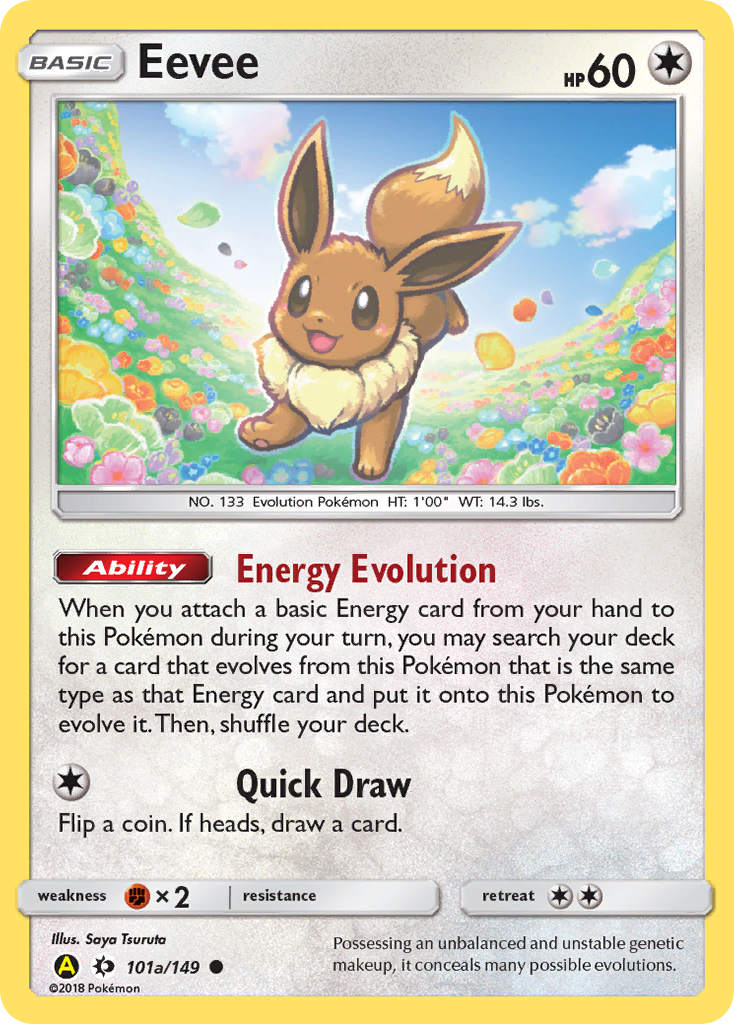 BASIC Eevee HP60
NO. 133 Evolution Pokémon HT: 1'00" WT: 14.3 lbs.
Ability Energy Evolution
When you attach a basic Energy card from your hand to
this Pokémon during your turn, you may search your deck
for a card that evolves from this Pokémon that is the same
type as that Energy card and put it onto this Pokémon to
evolve it. Then, shuffle your deck.
Quick Draw
Flip a coin. If heads, draw a card.
weakness ×2 resistance retreat
Illus. Saya Tsuruta
Possessing an unbalanced and unstable genetic
makeup, it conceals many possible evolutions.
A 101a/149
©2018 Pokémon